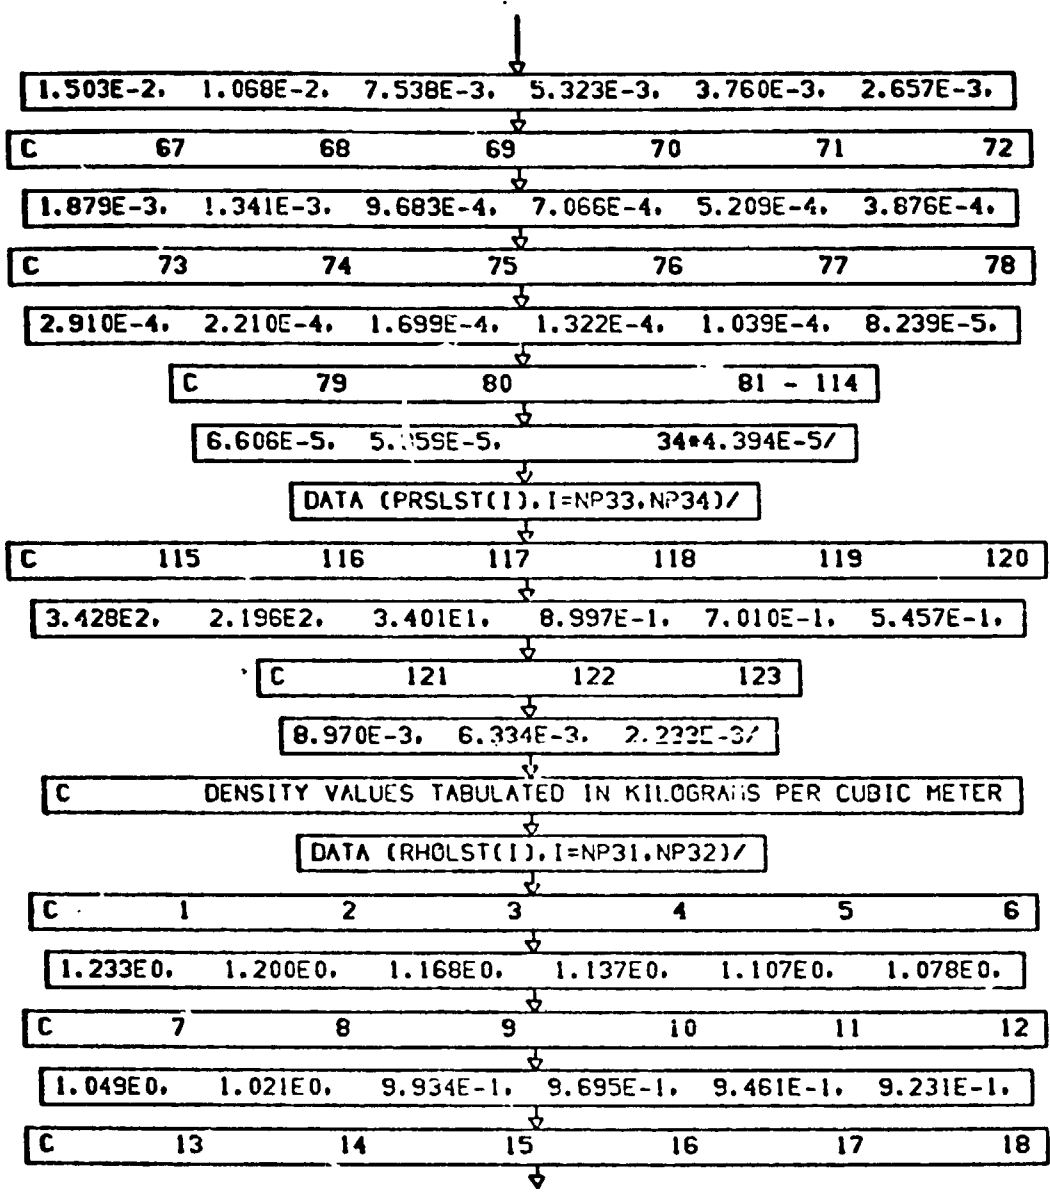 1.503E-2, 1.068E-2, 7.538E-3, 5.323E-3, 3.760E-3, 2.657E-3,
C 67 68 69 70 71 72
1.879E-3, 1.341E-3, 9.683E-4, 7.066E-4, 5.209E-4, 3.876E-4,
C 73 74 75 76 77 78
2.910E-4, 2.210E-4, 1.699E-4, 1.322E-4, 1.039E-4, 8.239E-5,
C 79 80 81 - 114
6.606E-5, 34*4.394E-5/
DATA (PRSLST(I),I=NP33,NP34)/
C 115 116 117 118 119 120
3.428E2, 2.196E2, 3.401E1, 8.997E-1, 7.010E-1, 5.457E-1,
C 121 122 123
8.970E-3, 6.334E-3,
C DENSITY VALUES TABULATED IN KILOGRAMS PER CUBIC METER
DATA (RHOLST(I),I=NP31,NP32)/
C 1 2 3 4 5 6
1.233E0, 1.200E0, 1.168E0, 1.137E0, 1.107E0, 1.078E0,
C 7 8 9 10 11 12
1.049E0, 1.021E0, 9.934E-1, 9.695E-1, 9.461E-1, 9.231E-1,
C 13 14 15 16 17 18